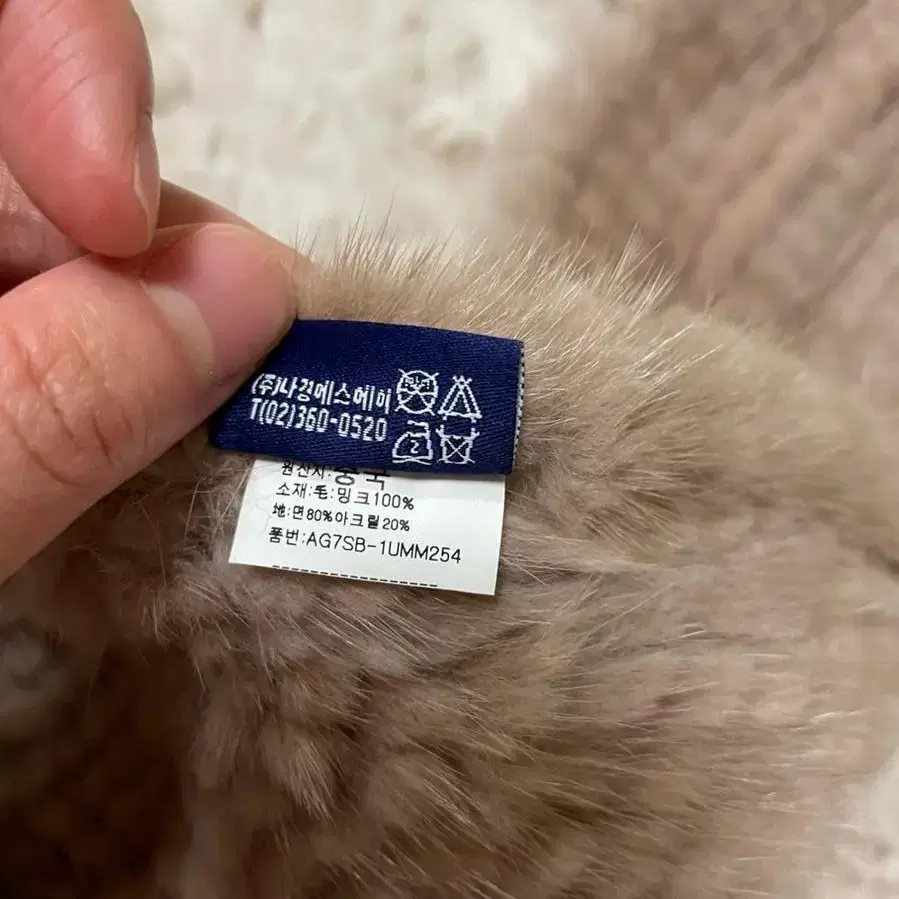 (주)나경에스에이
T(02)360-0520
2
원산지:중국
소재:毛:밍크100%
地:면80%아크릴20%
품번:AG7SB-1UMM254